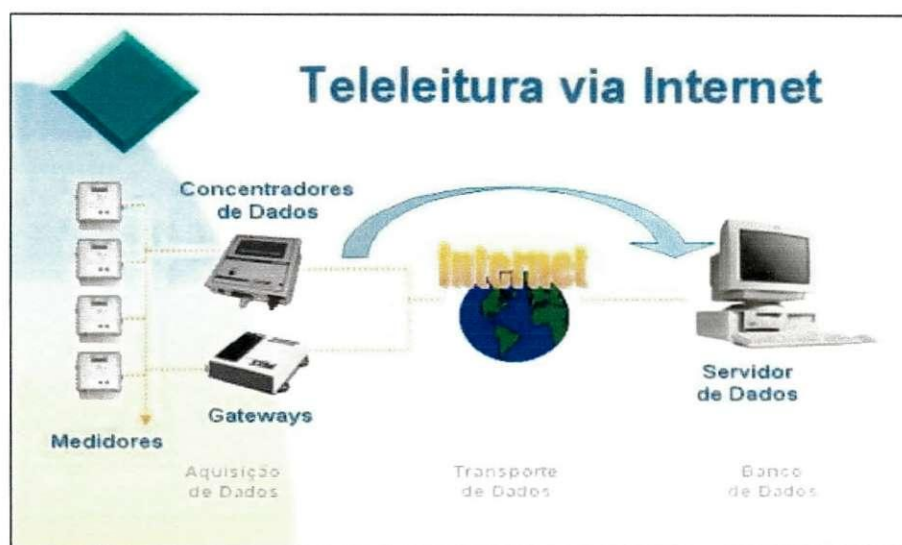 Teleleitura via Internet
Concentradores
de Dados
Internet
Servidor
de Dados
Gateways
Medidores
Aquisição
de Dados
Transporte
de Dados
Banco
de Dados